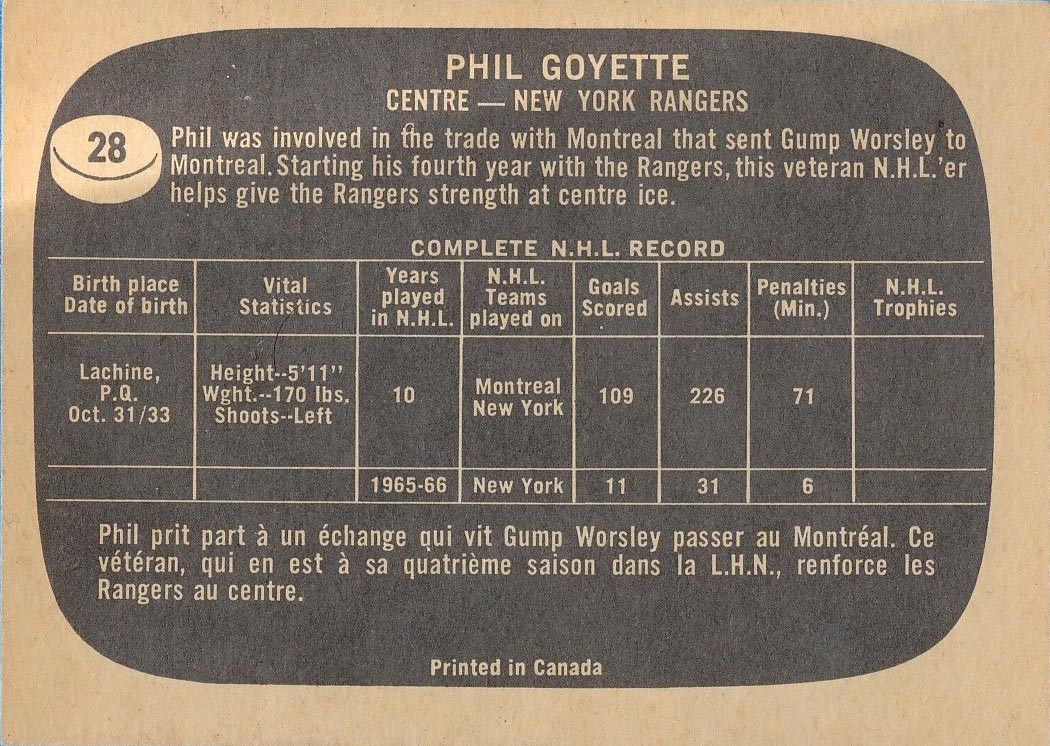 PHIL GOYETTE
CENTRE — NEW YORK RANGERS
28
Phil was involved in the trade with Montreal that sent Gump Worsley to
Montreal. Starting his fourth year with the Rangers, this veteran N.H.L.'er
helps give the Rangers strength at centre ice.
COMPLETE N.H.L. RECORD
Birth place
Date of birth
Vital
Statistics
Years
played
in N.H.L.
N.H.L.
Teams
played on
Goals
Scored
Assists
Penalties
(Min.)
N.H.L.
Trophies
Lachine,
P.Q.
Oct. 31/33
Height--5'11''
Wght.--170 lbs.
Shoots--Left
10
Montreal
New York
109
226
71
1965-66
New York
11
31
6
Phil prit part à un échange qui vit Gump Worsley passer au Montréal. Ce
vétéran, qui en est à sa quatrième saison dans la L.H.N., renforce les
Rangers au centre.
Printed in Canada